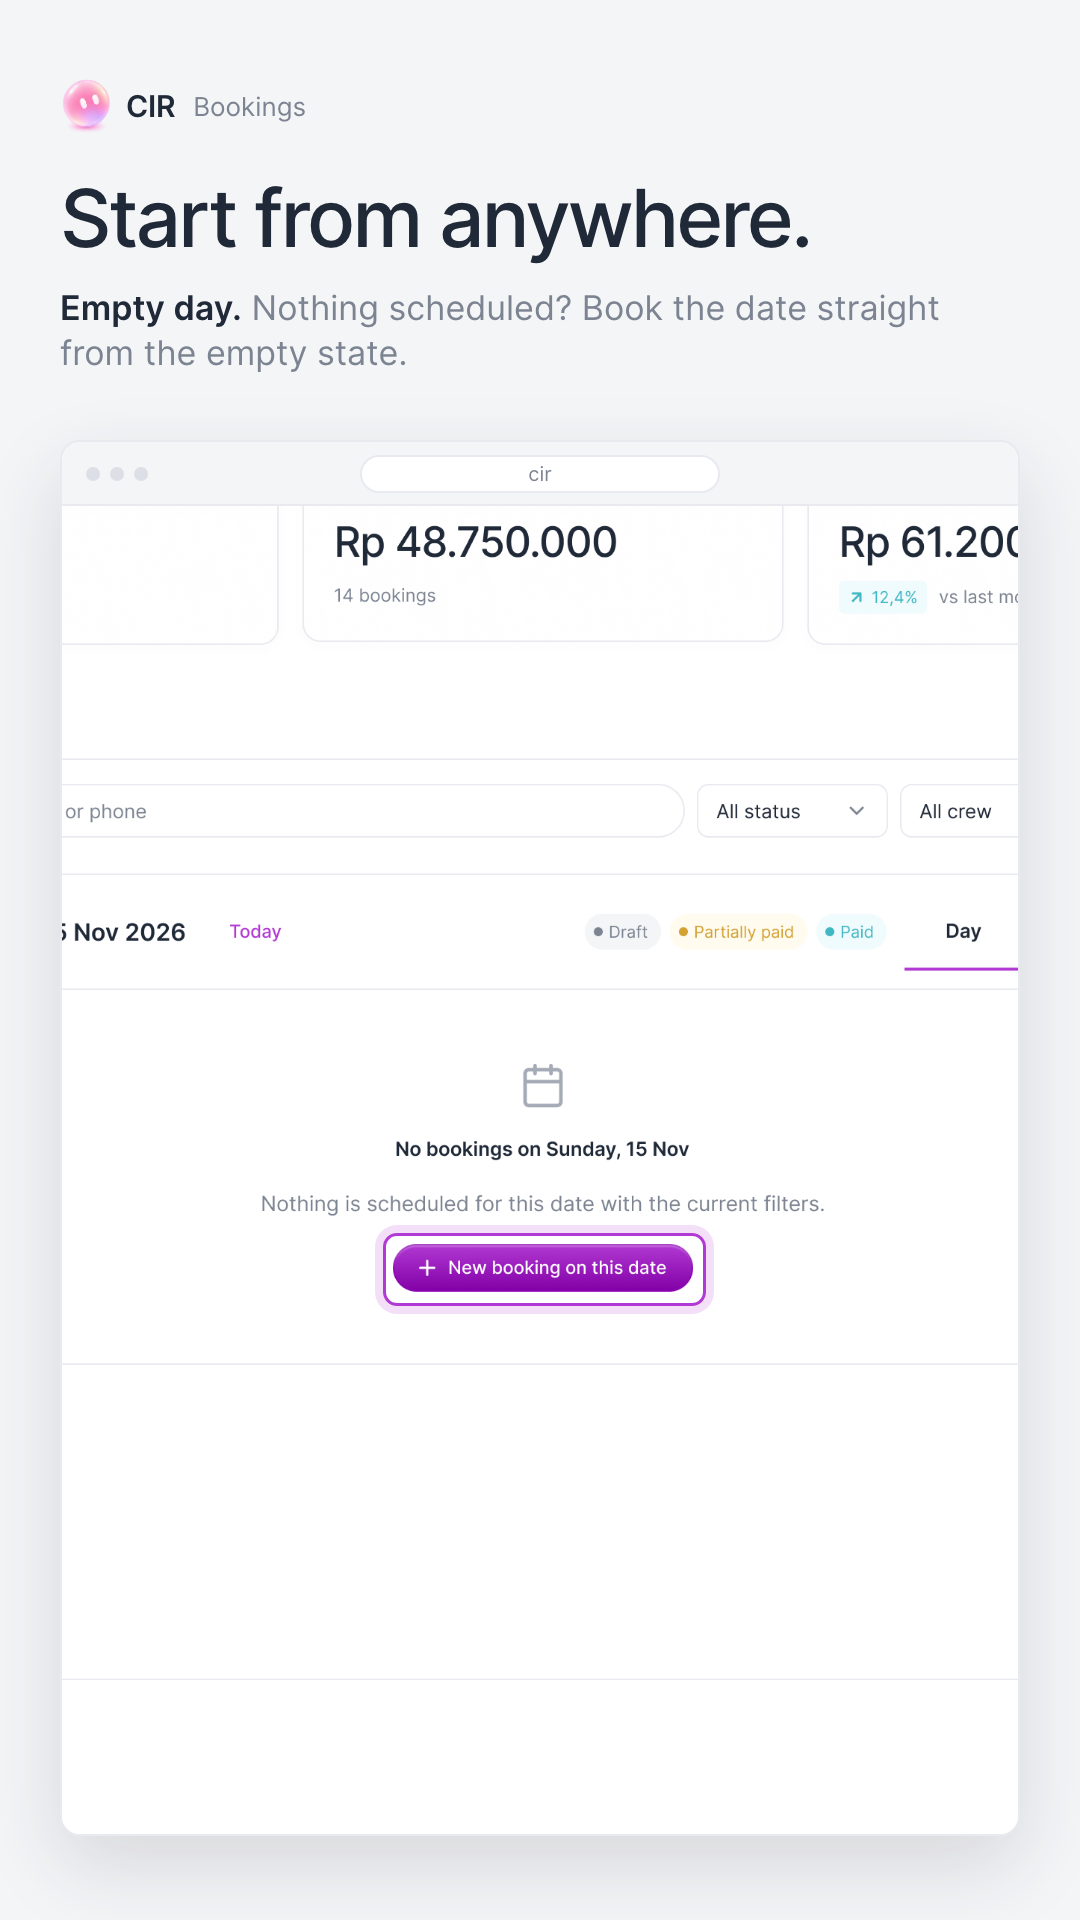 CIR Bookings
Start from anywhere.
Empty day. Nothing scheduled? Book the date straight
from the empty state.
cir
Rp 48.750.000
14 bookings
Rp 61.200
12,4% vs last mo
or phone
All status
All crew
5 Nov 2026
Today
Draft
Partially paid
Paid
Day
No bookings on Sunday, 15 Nov
Nothing is scheduled for this date with the current filters.
New booking on this date